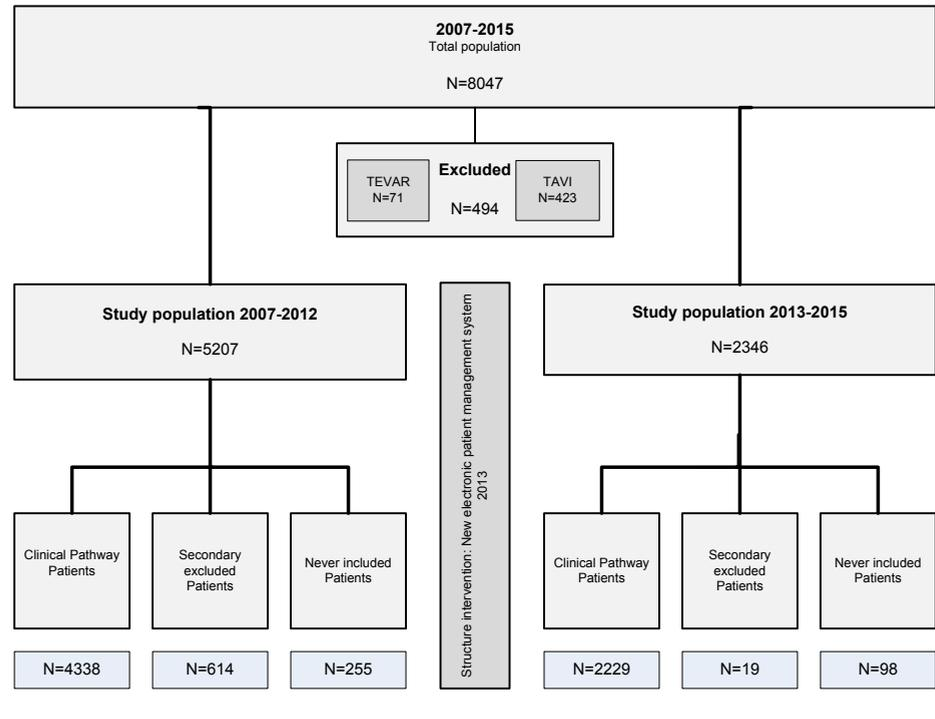 2007-2015
Total population
N=8047
Excluded
TEVAR
N=71
N=494
TAVI
N=423
Study population 2007-2012
N=5207
Structure intervention: New electronic patient management system
2013
Study population 2013-2015
N=2346
Clinical Pathway
Patients
Secondary
excluded
Patients
Never included
Patients
Clinical Pathway
Patients
Secondary
excluded
Patients
Never included
Patients
N=4338
N=614
N=255
N=2229
N=19
N=98